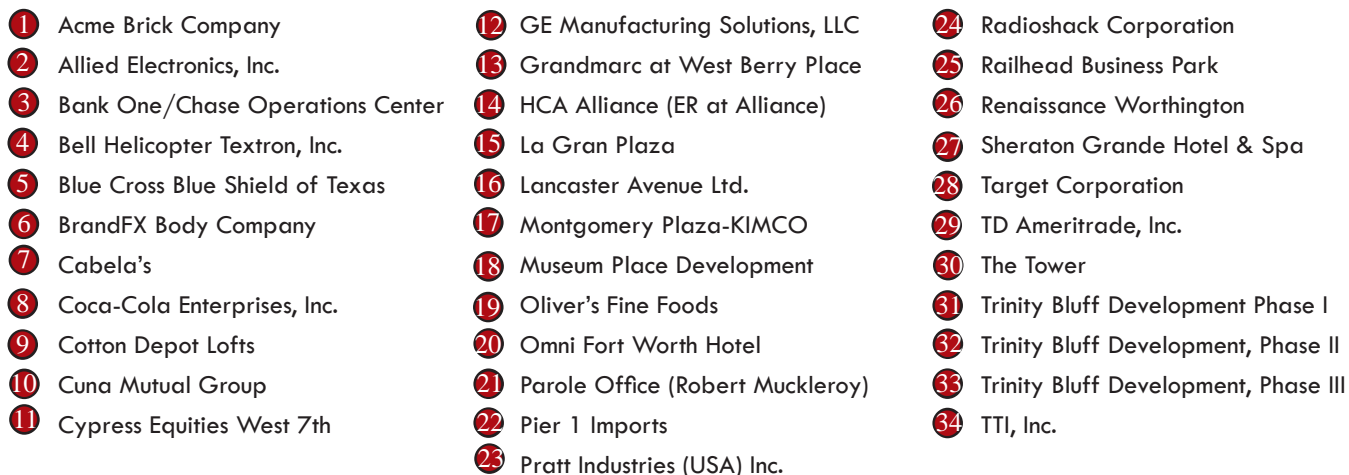 1 Acme Brick Company
2 Allied Electronics, Inc.
3 Bank One/Chase Operations Center
4 Bell Helicopter Textron, Inc.
5 Blue Cross Blue Shield of Texas
6 BrandFX Body Company
7 Cabela's
8 Coca-Cola Enterprises, Inc.
9 Cotton Depot Lofts
10 Cuna Mutual Group
11 Cypress Equities West 7th
12 GE Manufacturing Solutions, LLC
13 Grandmarc at West Berry Place
14 HCA Alliance (ER at Alliance)
15 La Gran Plaza
16 Lancaster Avenue Ltd.
17 Montgomery Plaza-KIMCO
18 Museum Place Development
19 Oliver's Fine Foods
20 Omni Fort Worth Hotel
21 Parole Office (Robert Muckleroy)
22 Pier 1 Imports
23 Pratt Industries (USA) Inc.
24 Radioshack Corporation
25 Railhead Business Park
26 Renaissance Worthington
27 Sheraton Grande Hotel & Spa
28 Target Corporation
29 TD Ameritrade, Inc.
30 The Tower
31 Trinity Bluff Development Phase I
32 Trinity Bluff Development, Phase II
33 Trinity Bluff Development, Phase III
34 TTI, Inc.